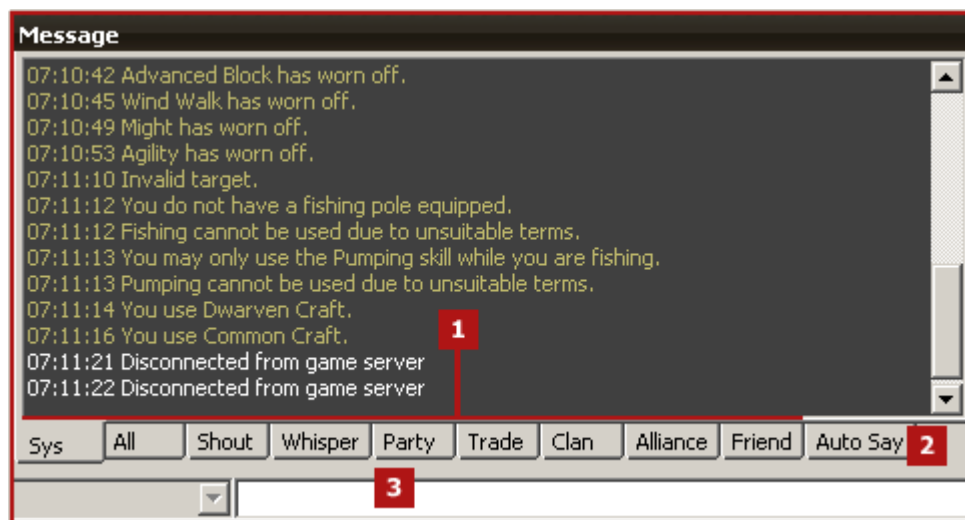 Message
07:10:42 Advanced Block has worn off.
07:10:45 Wind Walk has worn off.
07:10:49 Might has worn off.
07:10:53 Agility has worn off.
07:11:10 Invalid target.
07:11:12 You do not have a fishing pole equipped.
07:11:12 Fishing cannot be used due to unsuitable terms.
07:11:13 You may only use the Pumping skill while you are fishing.
07:11:13 Pumping cannot be used due to unsuitable terms.
07:11:14 You use Dwarven Craft.
07:11:16 You use Common Craft.
1
07:11:21 Disconnected from game server
07:11:22 Disconnected from game server
Sys All Shout Whisper Party Trade Clan Alliance Friend Auto Say 2
3